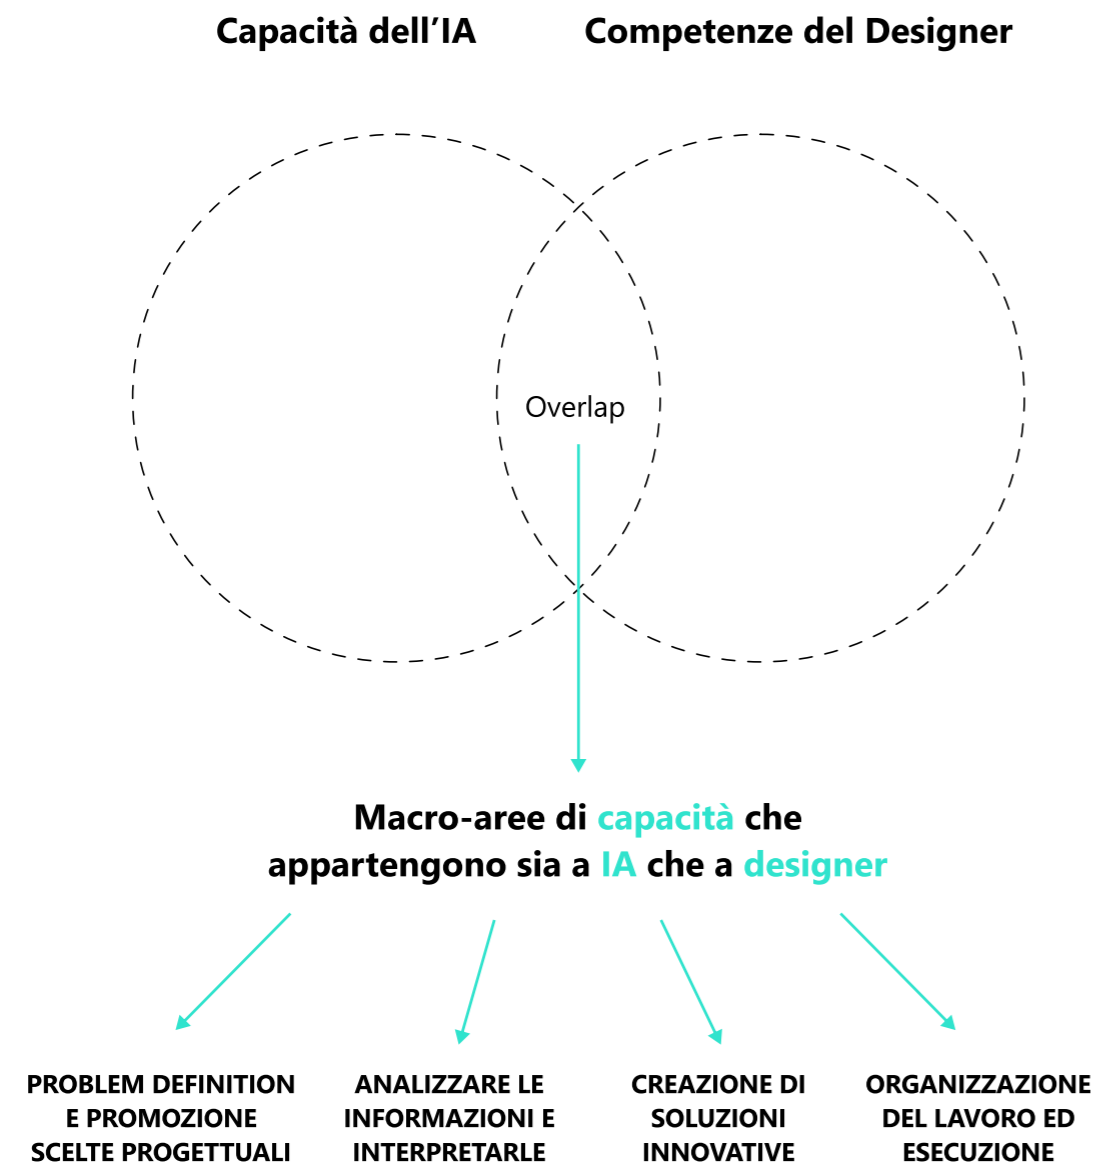 Capacità dell’IA
Competenze del Designer
Overlap
Macro-aree di capacità che
appartengono sia a IA che a designer
PROBLEM DEFINITION
E PROMOZIONE
SCELTE PROGETTUALI
ANALIZZARE LE
INFORMAZIONI E
INTERPRETARLE
CREAZIONE DI
SOLUZIONI
INNOVATIVE
ORGANIZZAZIONE
DEL LAVORO ED
ESECUZIONE